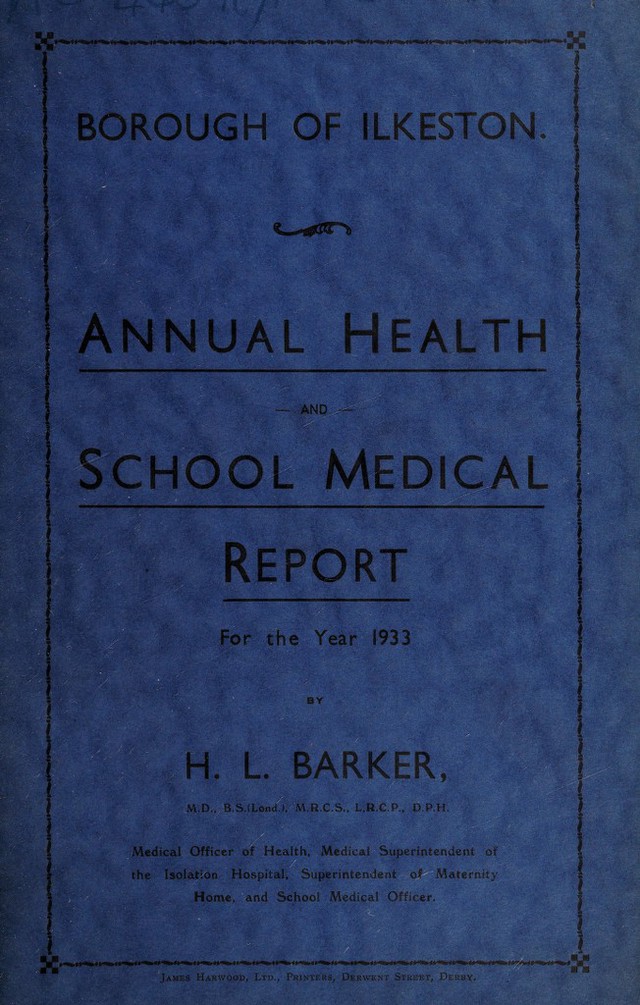 BOROUGH OF ILKESTON.
ANNUAL HEALTH
— AND —
SCHOOL MEDICAL
REPORT
For the Year 1933
BY
H. L. BARKER,
M.D., B.S.(Lond.), M.R.C.S., L.R.C.P., D.P.H.
Medical Officer of Health, Medical Superintendent of
the Isolation Hospital, Superintendent of Maternity
Home, and School Medical Officer.
JAMES HARWOOD, LTD., PRINTERS, DERWENT STREET, DERBY.